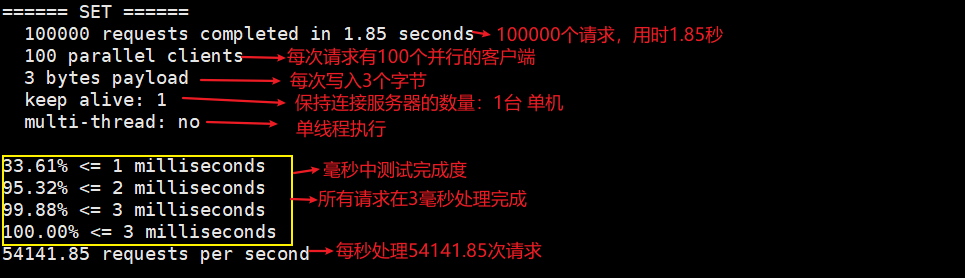 ====== SET ======
100000 requests completed in 1.85 seconds 100000个请求，用时1.85秒
100 parallel clients 每次请求有100个并行的客户端
3 bytes payload 每次写入3个字节
keep alive: 1 保持连接服务器的数量：1台 单机
multi-thread: no 单线程执行
33.61% <= 1 milliseconds 毫秒中测试完成度
95.32% <= 2 milliseconds 所有请求在3毫秒处理完成
99.88% <= 3 milliseconds
100.00% <= 3 milliseconds
54141.85 requests per second 每秒处理54141.85次请求